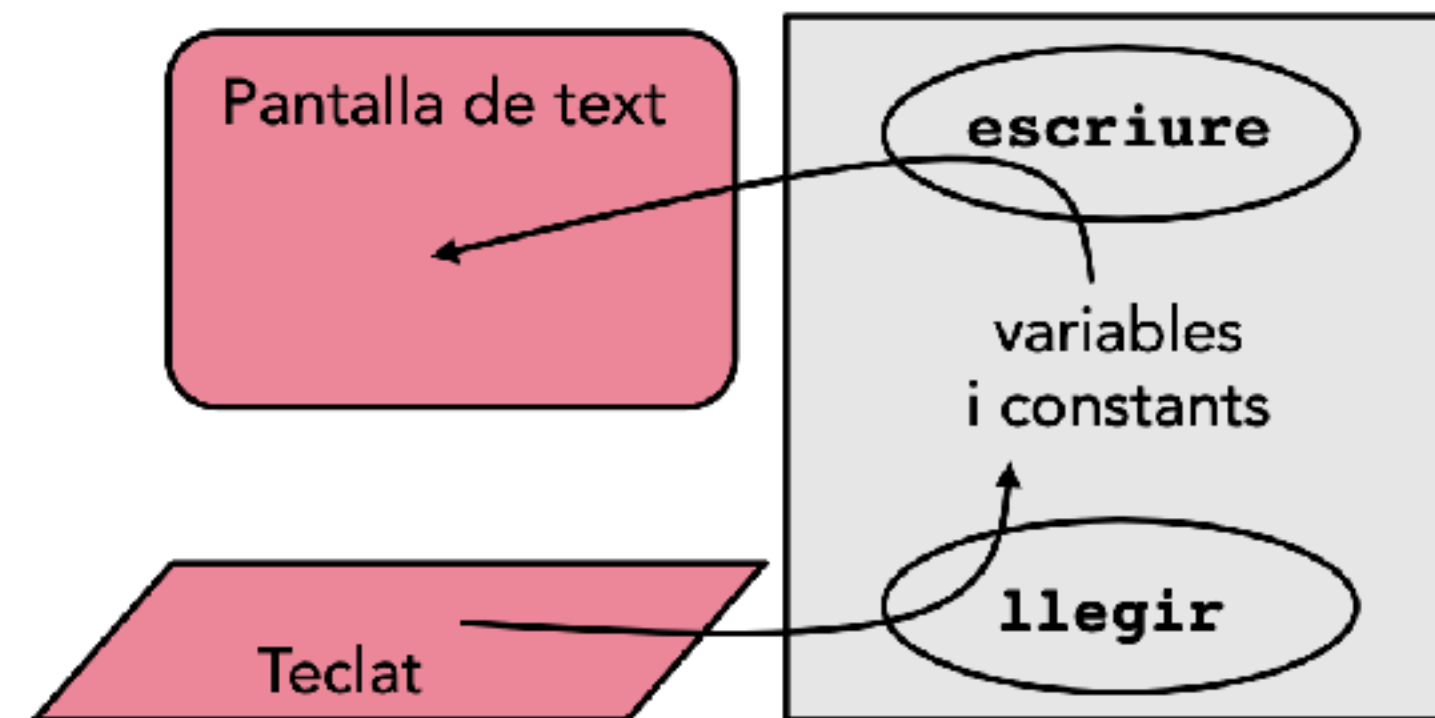 Pantalla de text
escriure
variables
i constants
llegir
Teclat